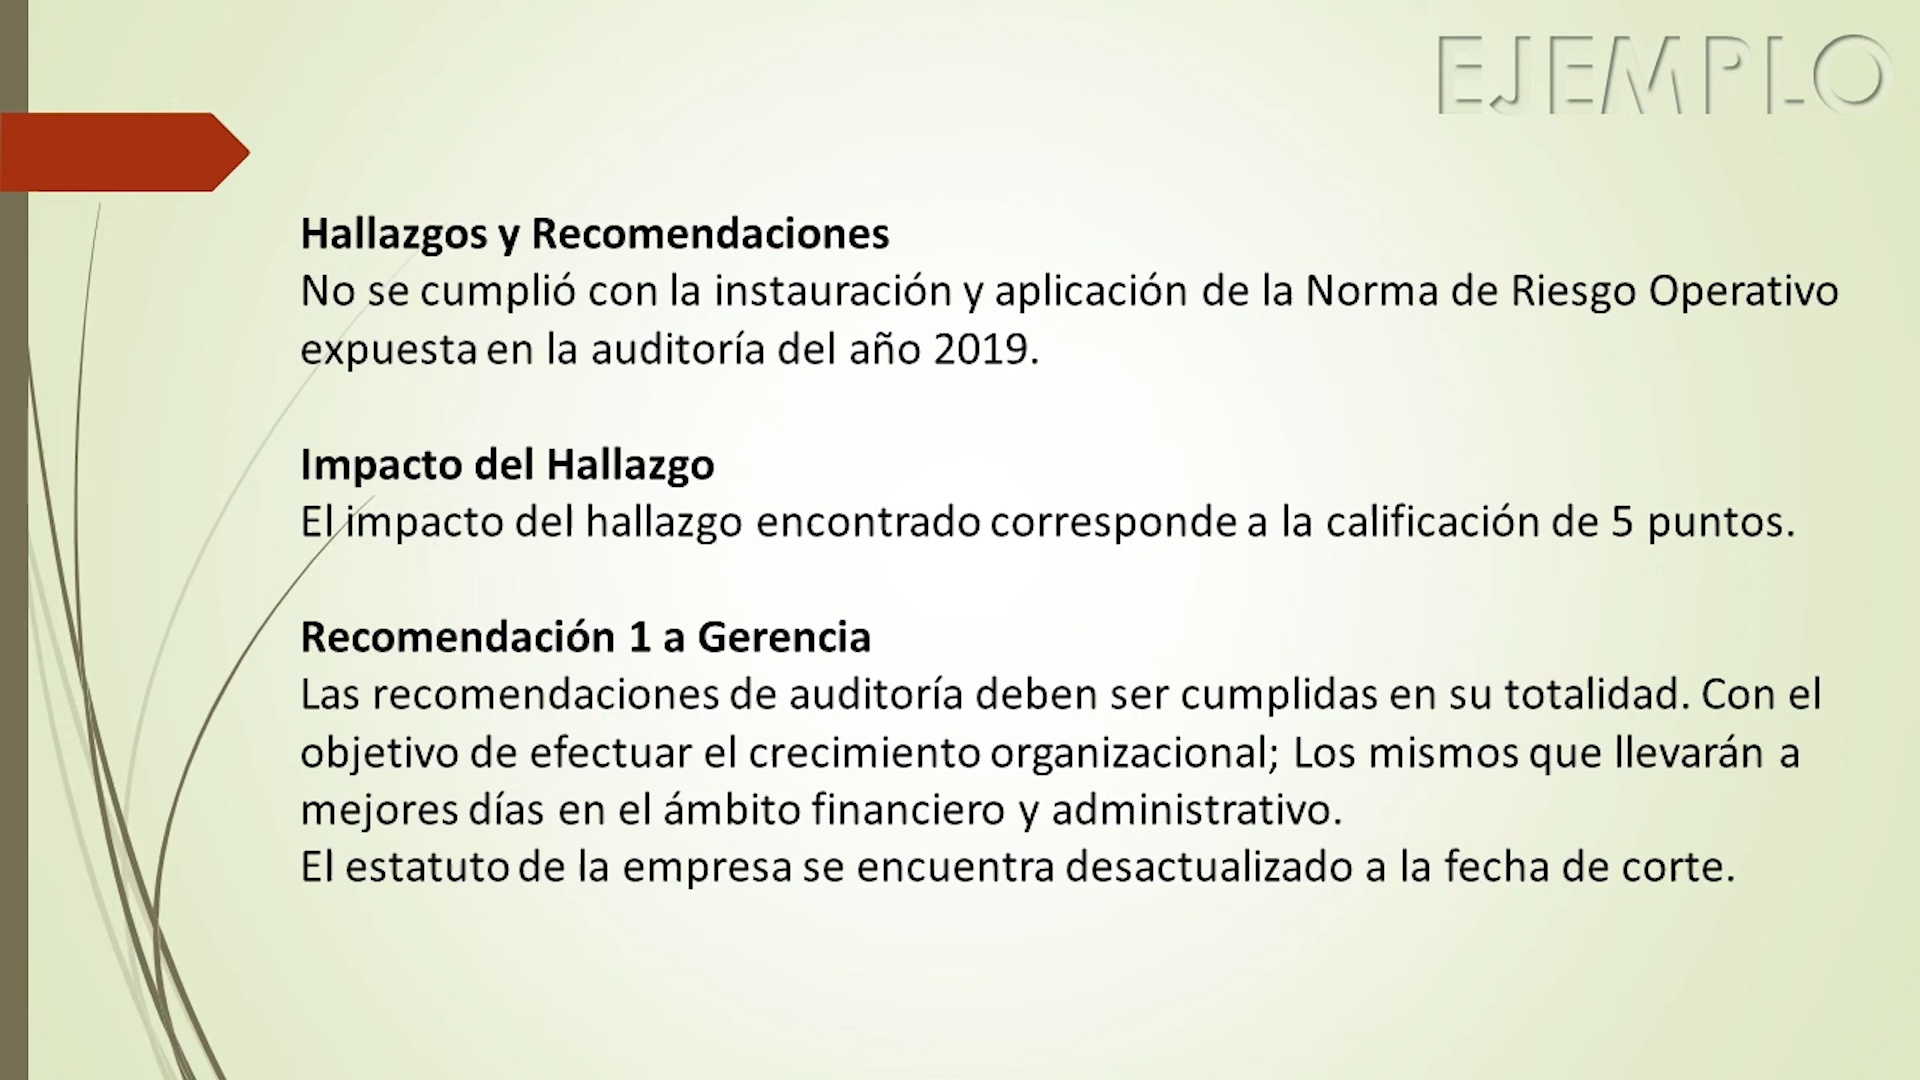 EJEMPLO
Hallazgos y Recomendaciones
No se cumplió con la instauración y aplicación de la Norma de Riesgo Operativo
expuesta en la auditoría del año 2019.
Impacto del Hallazgo
El impacto del hallazgo encontrado corresponde a la calificación de 5 puntos.
Recomendación 1 a Gerencia
Las recomendaciones de auditoría deben ser cumplidas en su totalidad. Con el
objetivo de efectuar el crecimiento organizacional; Los mismos que llevarán a
mejores días en el ámbito financiero y administrativo.
El estatuto de la empresa se encuentra desactualizado a la fecha de corte.